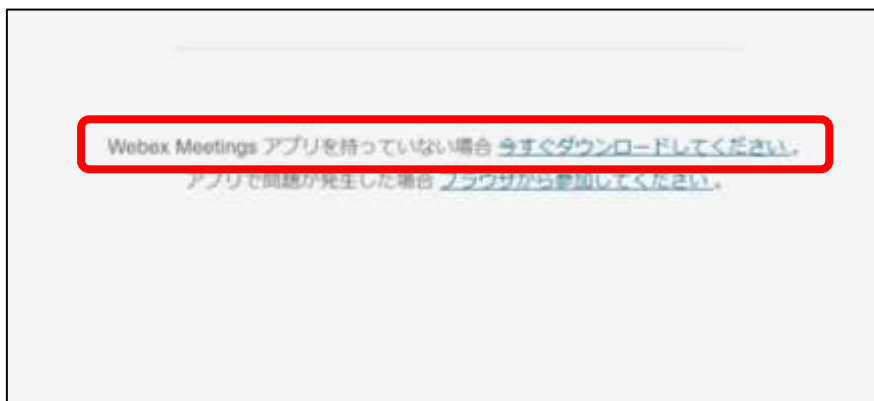 Webex Meetings アプリを持っていない場合 今すぐダウンロードしてください。
アプリで問題が発生した場合 ブラウザから参加してください。